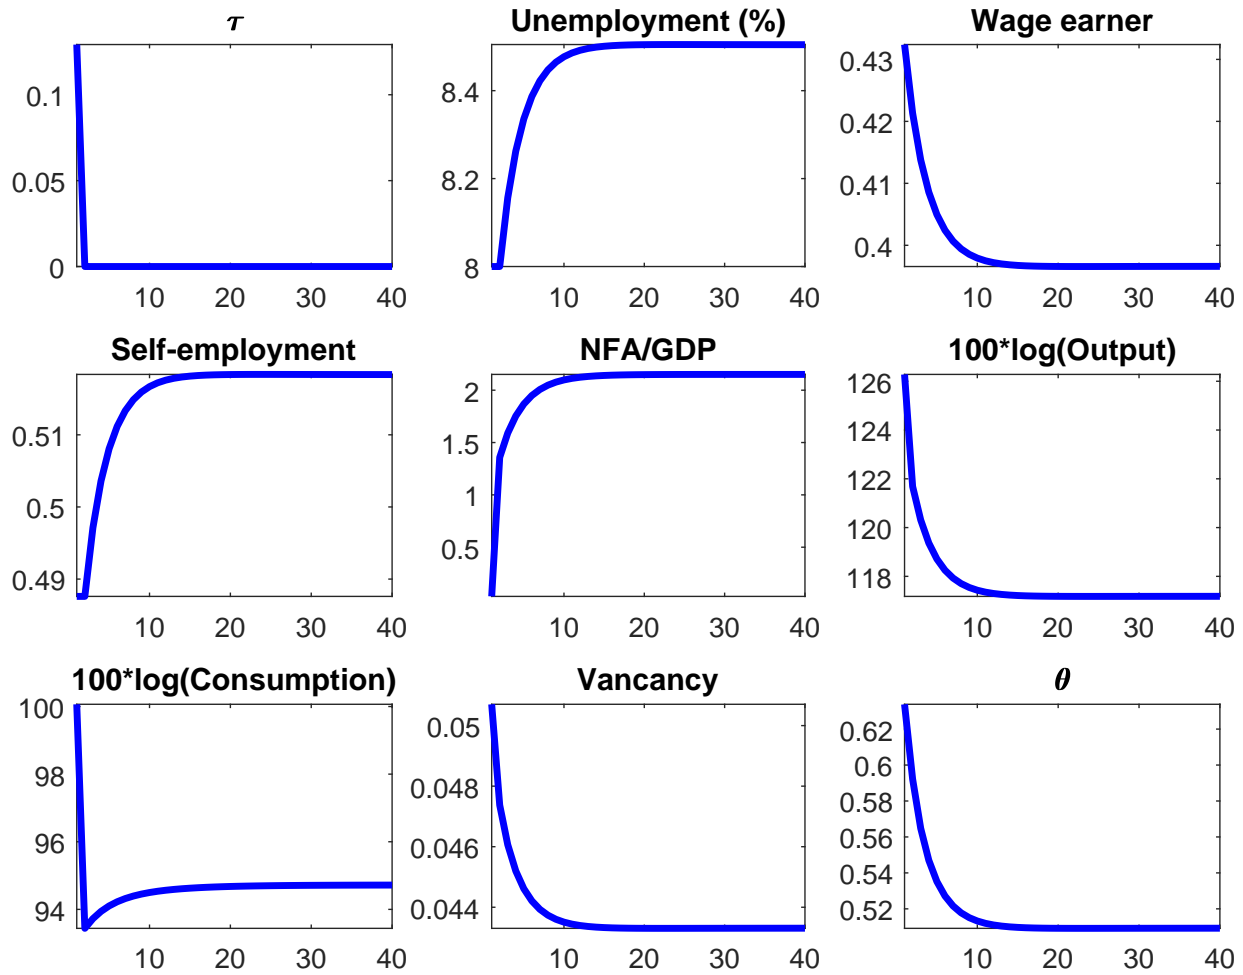 τ
Unemployment (%)
Wage earner
0.1
0.05
0
10 20 30 40
8.4
8.2
8
10 20 30 40
0.43
0.42
0.41
0.4
10 20 30 40
Self-employment
NFA/GDP
100*log(Output)
0.51
0.5
0.49
10 20 30 40
2
1.5
1
0.5
10 20 30 40
126
124
122
120
118
10 20 30 40
100*log(Consumption)
Vancancy
θ
100
98
96
94
10 20 30 40
0.05
0.048
0.046
0.044
10 20 30 40
0.62
0.6
0.58
0.56
0.54
0.52
10 20 30 40